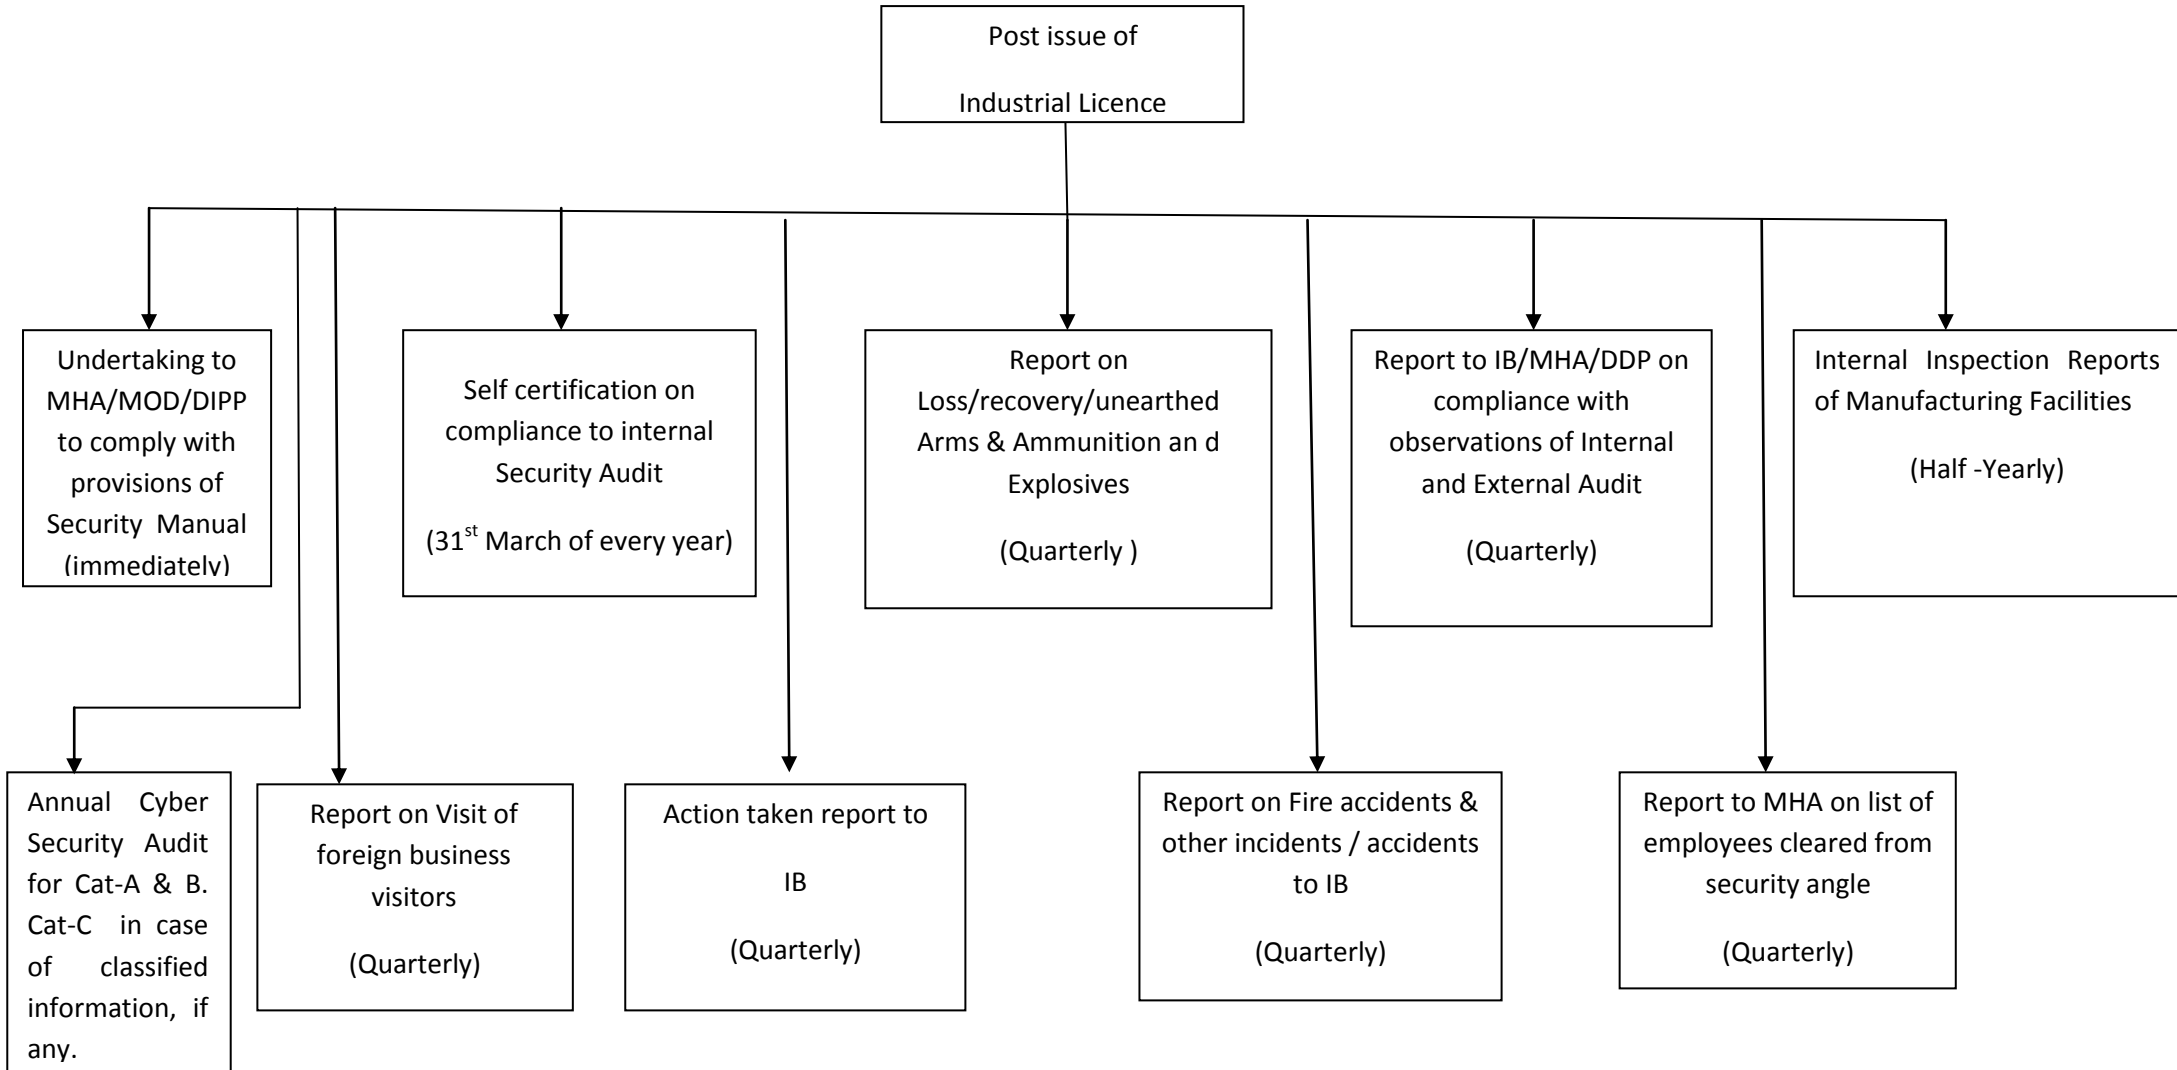 Post issue of
Industrial Licence
Undertaking to
MHA/MOD/DIPP
to comply with
provisions of
Security Manual
(immediately)
Self certification on
compliance to internal
Security Audit
(31st March of every year)
Report on
Loss/recovery/unearthed
Arms & Ammunition an d
Explosives
(Quarterly )
Report to IB/MHA/DDP on
compliance with
observations of Internal
and External Audit
(Quarterly)
Internal Inspection Reports
of Manufacturing Facilities
(Half -Yearly)
Annual Cyber
Security Audit
for Cat-A & B.
Cat-C in case
of classified
information, if
any.
Report on Visit of
foreign business
visitors
(Quarterly)
Action taken report to
IB
(Quarterly)
Report on Fire accidents &
other incidents / accidents
to IB
(Quarterly)
Report to MHA on list of
employees cleared from
security angle
(Quarterly)